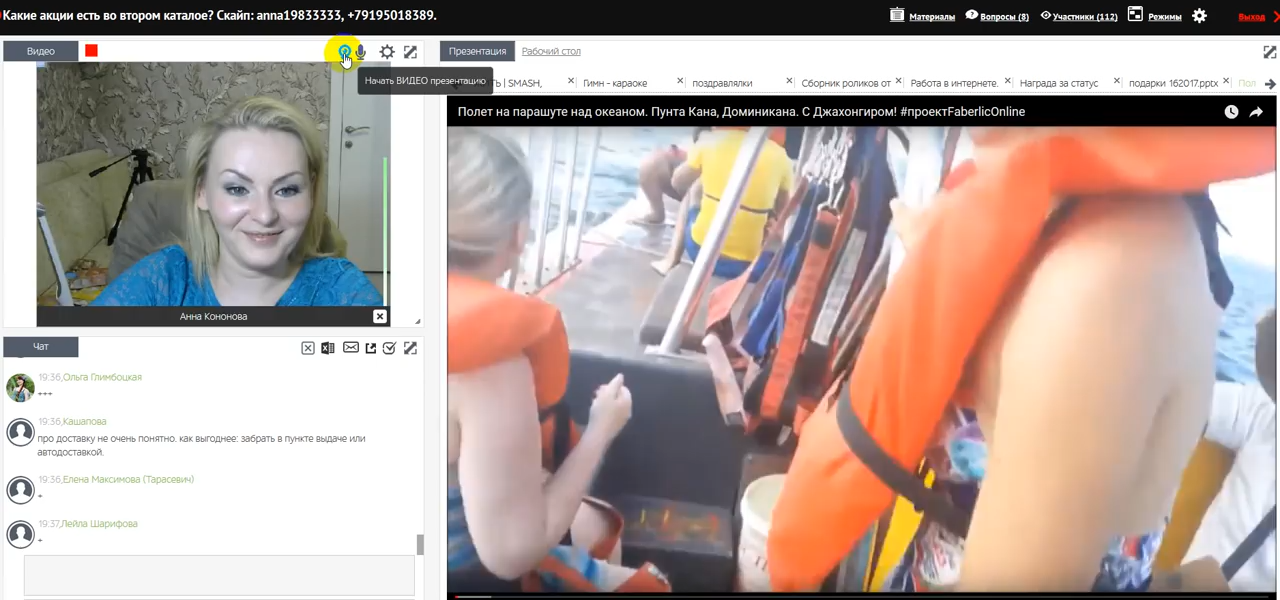 Какие акции есть во втором каталое? Скайп: anna19833333, +79195018389.
Материалы
Вопросы (8)
Участники (112)
Режимы
Выход
Видео
Начать ВИДЕО презентацию
Анна Кононова
Чат
19:36,Ольга Глимбоцкая
+++
19:36,Кашапова
про доставку не очень понятно. как выгоднее: забрать в пункте выдаче или
автодоставкой.
19:36,Елена Максимова (Тарасевич)
+
19:37,Лейла Шарифова
+
Презентация
Рабочий стол
| SMASH,
Гимн - караоке
поздравлялки
Сборник роликов от
Работа в интернете.
Награда за статус
подарки 162017.pptx
Пол
Полет на парашуте над океаном. Пунта Кана, Доминикана. С Джахонгиром! #проектFaberlicOnline